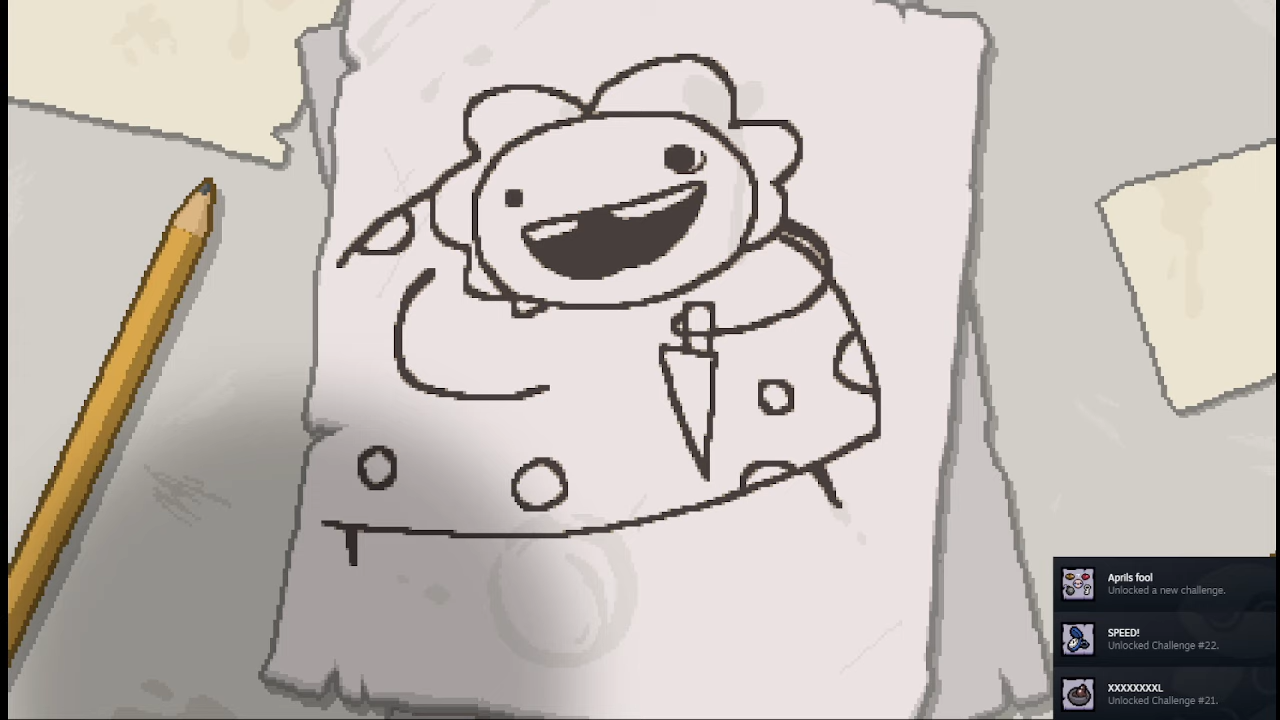 Aprils fool
Unlocked a new challenge.
SPEED!
Unlocked Challenge #22.
XXXXXXXXL
Unlocked Challenge #21.